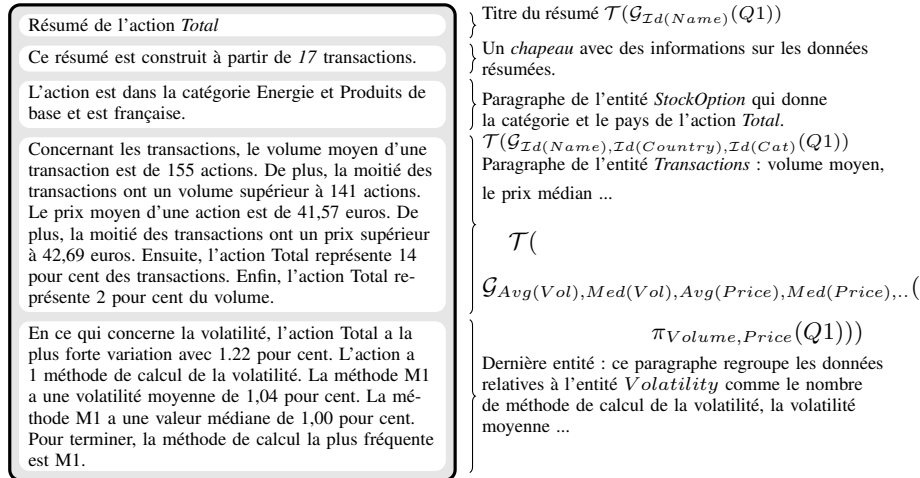 Résumé de l'action Total
Ce résumé est construit à partir de 17 transactions.
L'action est dans la catégorie Energie et Produits de
base et est française.
Concernant les transactions, le volume moyen d'une
transaction est de 155 actions. De plus, la moitié des
transactions ont un volume supérieur à 141 actions.
Le prix moyen d'une action est de 41,57 euros. De
plus, la moitié des transactions ont un prix supérieur
à 42,69 euros. Ensuite, l'action Total représente 14
pour cent des transactions. Enfin, l'action Total re-
présente 2 pour cent du volume.
En ce qui concerne la volatilité, l'action Total a la
plus forte variation avec 1.22 pour cent. L'action a
1 méthode de calcul de la volatilité. La méthode M1
a une volatilité moyenne de 1,04 pour cent. La mé-
thode M1 a une valeur médiane de 1,00 pour cent.
Pour terminer, la méthode de calcul la plus fréquente
est M1.
Titre du résumé 𝒯(𝒢_{ℐd(Name)}(Q1))
Un chapeau avec des informations sur les données
résumées.
Paragraphe de l'entité StockOption qui donne
la catégorie et le pays de l'action Total.
𝒯(𝒢_{ℐd(Name),ℐd(Country),ℐd(Cat)}(Q1))
Paragraphe de l'entité Transactions : volume moyen,
le prix médian ...
𝒯(
𝒢_{Avg(Vol),Med(Vol),Avg(Price),Med(Price),..}(
π_{Volume,Price}(Q1)))
Dernière entité : ce paragraphe regroupe les données
relatives à l'entité Volatility comme le nombre
de méthode de calcul de la volatilité, la volatilité
moyenne ...